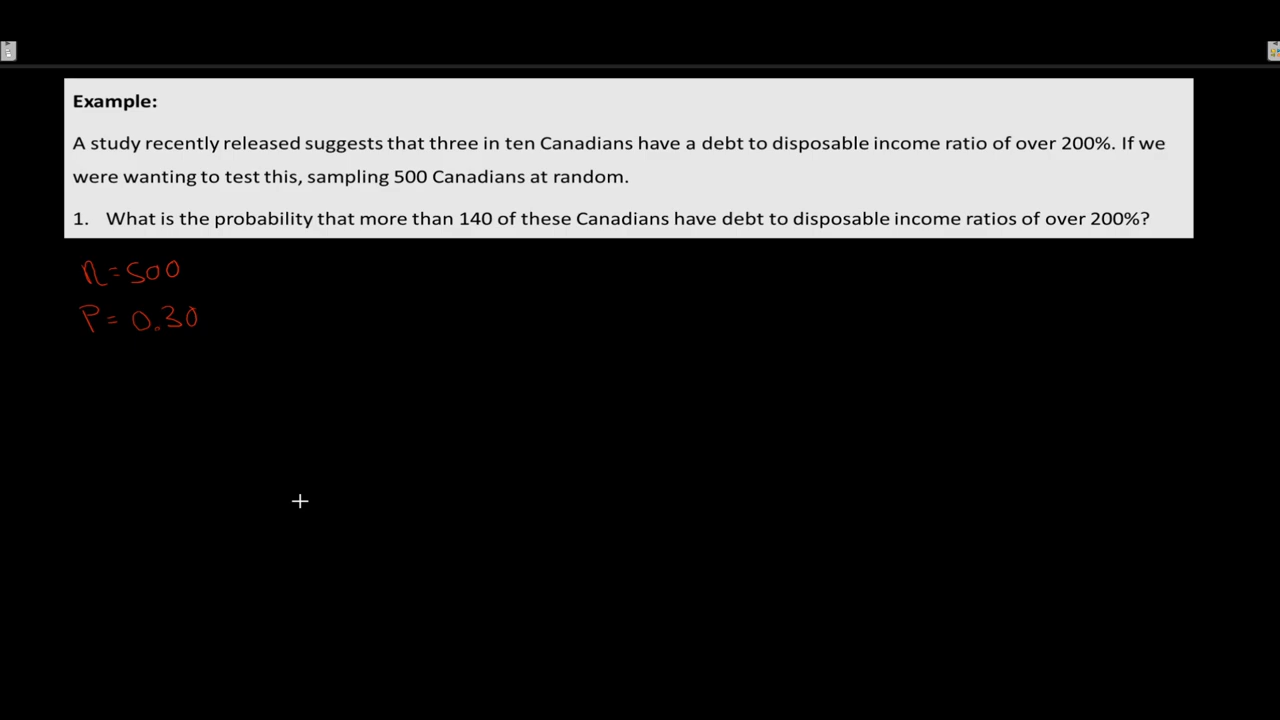 Example:
A study recently released suggests that three in ten Canadians have a debt to disposable income ratio of over 200%. If we
were wanting to test this, sampling 500 Canadians at random.
1. What is the probability that more than 140 of these Canadians have debt to disposable income ratios of over 200%?
n=500
P= 0.30